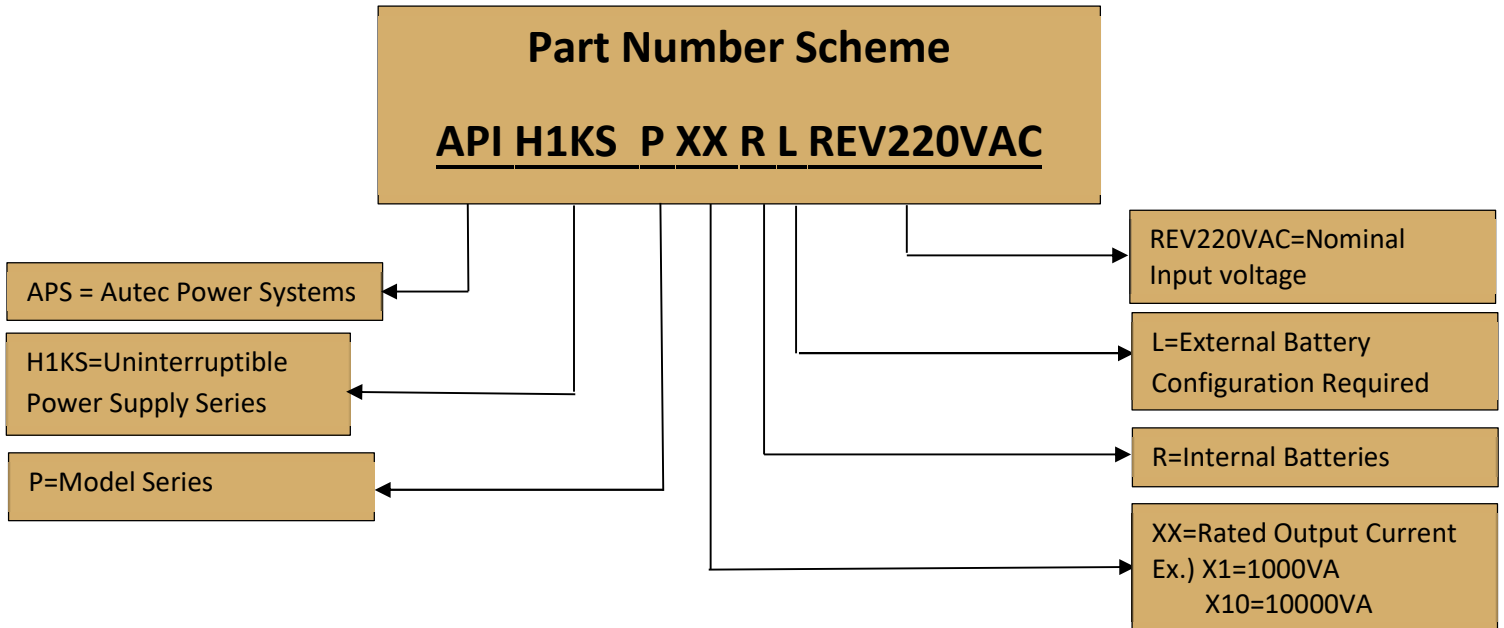 Part Number Scheme
API H1KS P XX R L REV220VAC
APS = Autec Power Systems
H1KS=Uninterruptible
Power Supply Series
P=Model Series
REV220VAC=Nominal
Input voltage
L=External Battery
Configuration Required
R=Internal Batteries
XX=Rated Output Current
Ex.) X1=1000VA
X10=10000VA